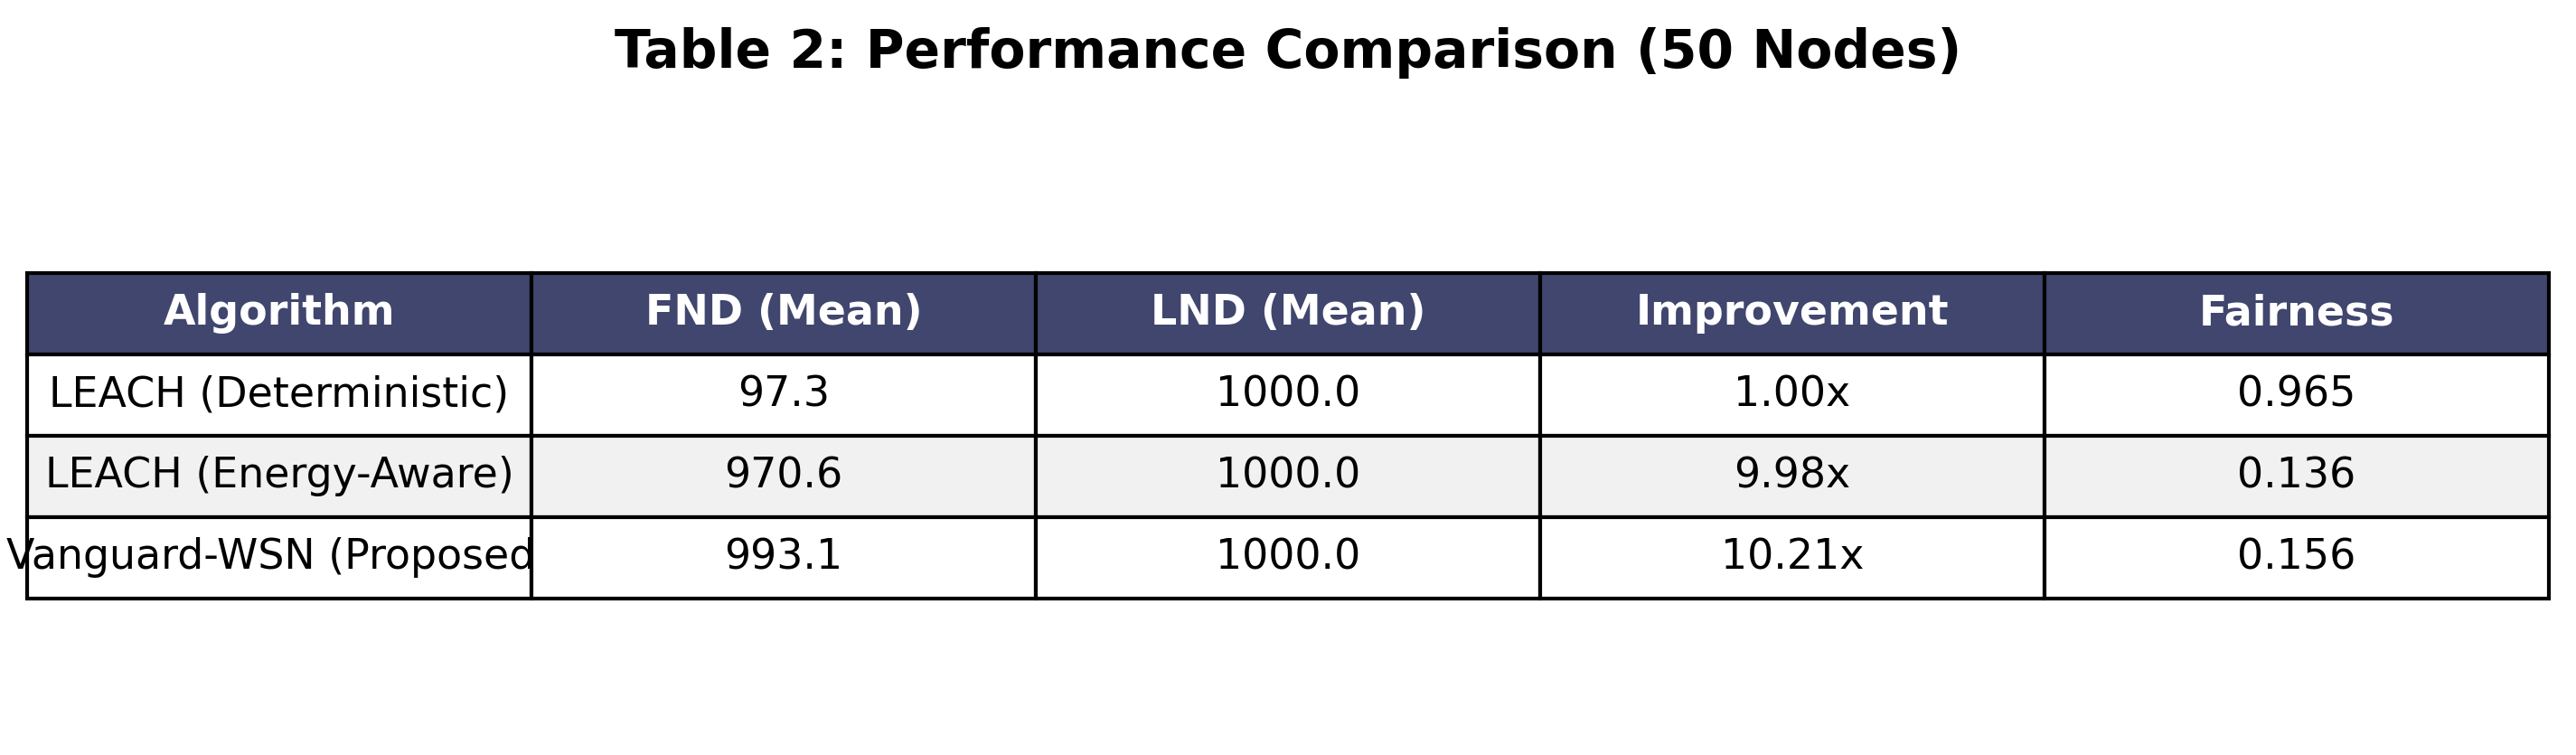 Table 2: Performance Comparison (50 Nodes)
Algorithm FND (Mean) LND (Mean) Improvement Fairness
LEACH (Deterministic) 97.3 1000.0 1.00x 0.965
LEACH (Energy-Aware) 970.6 1000.0 9.98x 0.136
Vanguard-WSN (Proposed 993.1 1000.0 10.21x 0.156